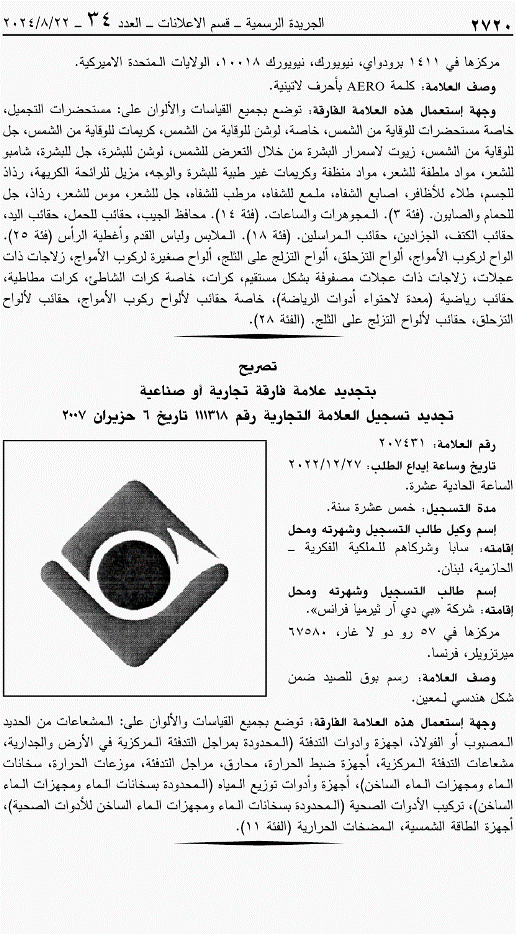 ٢٧٢٠
الجريدة الرسمية ــ قسم الاعلانات ــ العدد ٣٤ ــ ٢٠٢٤/٨/٢٢
مركزها في ١٤١١ برودواي، نيويورك، نيويورك ١٠٠١٨، الولايات المتحدة الاميركية.
وصف العلامة: كلمة AERO بأحرف لاتينية.
وجهة إستعمال هذه العلامة الفارقة: توضع بجميع القياسات والألوان على: مستحضرات التجميل،
خاصة مستحضرات للوقاية من الشمس، خاصة، لوشن للوقاية من الشمس، كريمات للوقاية من الشمس، جل
للوقاية من الشمس، زيوت لاسمرار البشرة من خلال التعرض للشمس، لوشن للبشرة، جل للبشرة، شامبو
للشعر، مواد ملطفة للشعر، مواد منظفة وكريمات غير طبية للبشرة والوجه، مزيل للرائحة الكريهة، رذاذ
للجسم، طلاء للأظافر، اصابع الشفاه، ملمع للشفاه، مرطب للشفاه، جل للشعر، موس للشعر، رذاذ، جل
للحمام والصابون. (فئة ٣). المجوهرات والساعات. (فئة ١٤). محافظ الجيب، حقائب للحمل، حقائب اليد،
حقائب الكتف، الجزادين، حقائب المراسلين. (فئة ١٨). الملابس ولباس القدم وأغطية الرأس (فئة ٢٥).
الواح لركوب الأمواج، ألواح التزحلق، ألواح التزلج على الثلج، ألواح صغيرة لركوب الأمواج، زلاجات ذات
عجلات، زلاجات ذات عجلات مصفوفة بشكل مستقيم، كرات، خاصة كرات الشاطئ، كرات مطاطية،
حقائب رياضية (معدة لاحتواء أدوات الرياضة)، خاصة حقائب لألواح ركوب الأمواج، حقائب لألواح
التزحلق، حقائب لألواح التزلج على الثلج. (الفئة ٢٨).
تصريح
بتجديد علامة فارقة تجارية أو صناعية
تجديد تسجيل العلامة التجارية رقم ١١١٣١٨ تاريخ ٦ حزيران ٢٠٠٧
رقم العلامة: ٢٠٧٤٣١
تاريخ وساعة إيداع الطلب: ٢٠٢٢/١٢/٢٧
الساعة الحادية عشرة.
مدة التسجيل: خمس عشرة سنة.
إسم وكيل طالب التسجيل وشهرته ومحل
إقامته: سابا وشركاهم للملكية الفكرية ــ
الحازمية، لبنان.
إسم طالب التسجيل وشهرته ومحل
إقامته: شركة «بي دي آر ثيرميا فرانس».
مركزها في ٥٧ رو دو لا غار، ٦٧٥٨٠
ميرتزويلر، فرنسا.
وصف العلامة: رسم بوق للصيد ضمن
شكل هندسي لمعين.
وجهة إستعمال هذه العلامة الفارقة: توضع بجميع القياسات والألوان على: المشعاعات من الحديد
المصبوب أو الفولاذ، اجهزة وادوات التدفئة (المحدودة بمراجل التدفئة المركزية في الأرض والجدارية،
مشعاعات التدفئة المركزية، أجهزة ضبط الحرارة، محارق، مراجل التدفئة، موزعات الحرارة، سخانات
الماء ومجهزات الماء الساخن)، أجهزة وأدوات توزيع المياه (المحدودة بسخانات الماء ومجهزات الماء
الساخن)، تركيب الأدوات الصحية (المحدودة بسخانات الماء ومجهزات الماء الساخن للأدوات الصحية)،
أجهزة الطاقة الشمسية، المضخات الحرارية (الفئة ١١).